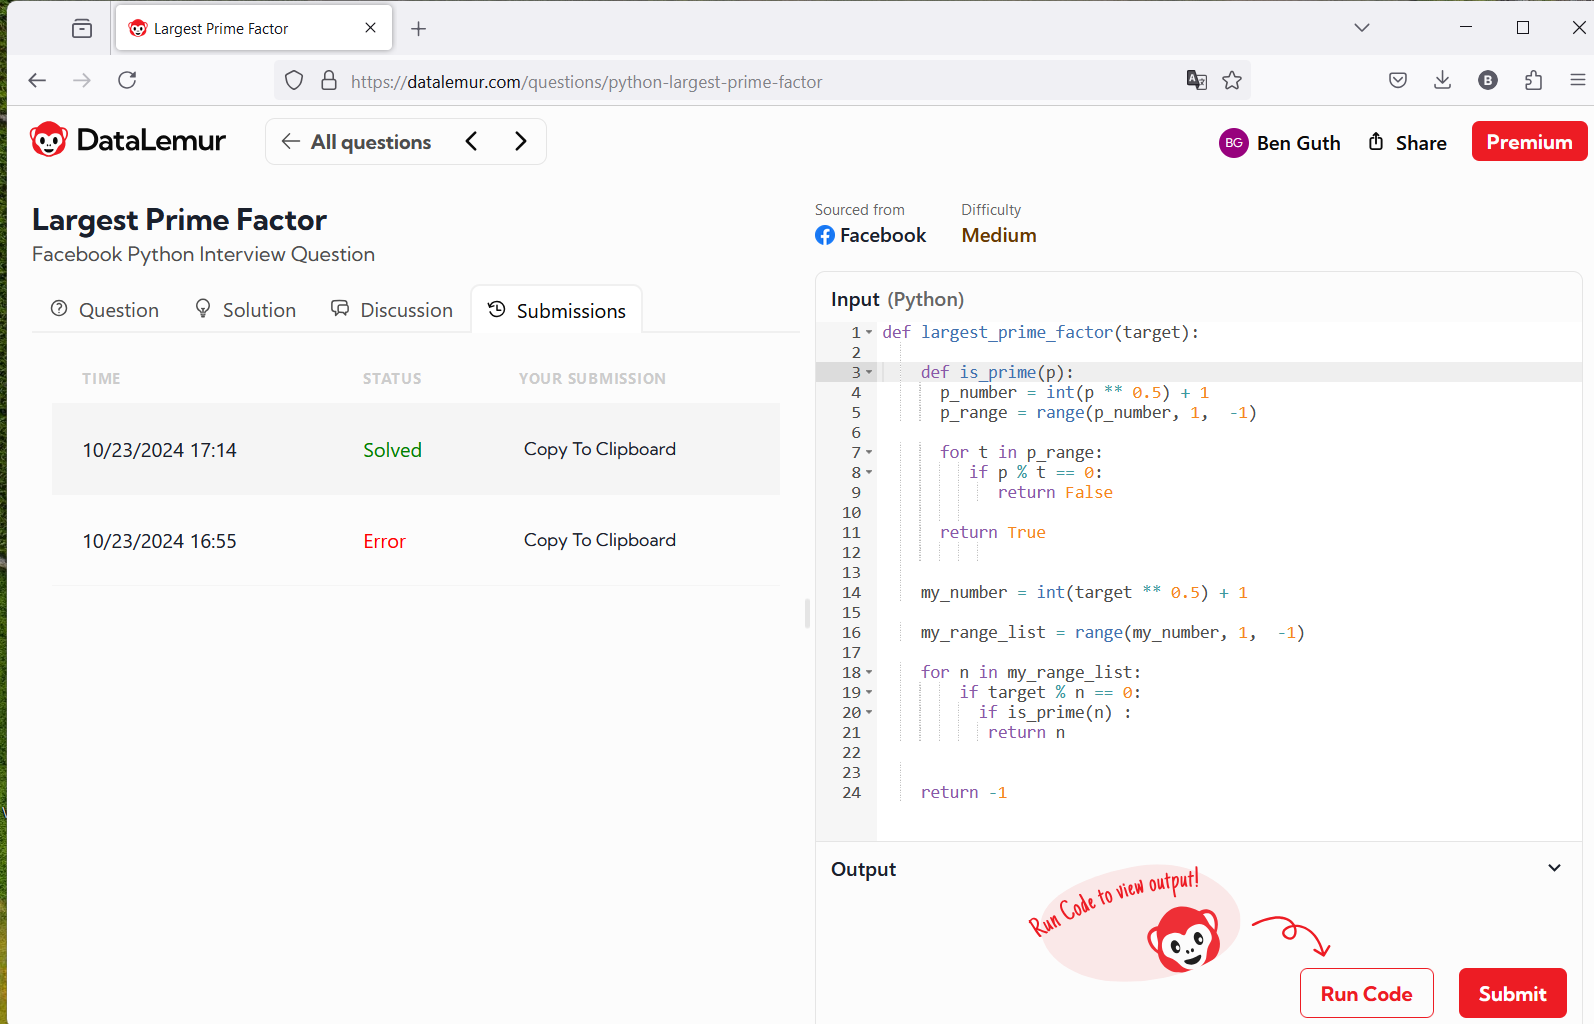 Largest Prime Factor
https://datalemur.com/questions/python-largest-prime-factor
B
DataLemur
All questions
BG Ben Guth
Share
Premium
Largest Prime Factor
Facebook Python Interview Question
Sourced from
Facebook
Difficulty
Medium
Question
Solution
Discussion
Submissions
TIME STATUS YOUR SUBMISSION
10/23/2024 17:14 Solved Copy To Clipboard
10/23/2024 16:55 Error Copy To Clipboard
Input (Python)
1 def largest_prime_factor(target):
2
3     def is_prime(p):
4       p_number = int(p ** 0.5) + 1
5       p_range = range(p_number, 1,  -1)
6
7       for t in p_range:
8          if p % t == 0:
9             return False
10
11       return True
12
13
14     my_number = int(target ** 0.5) + 1
15
16     my_range_list = range(my_number, 1,  -1)
17
18     for n in my_range_list:
19         if target % n == 0:
20           if is_prime(n) :
21            return n
22
23
24     return -1
Output
Run Code to view output!
Run Code
Submit